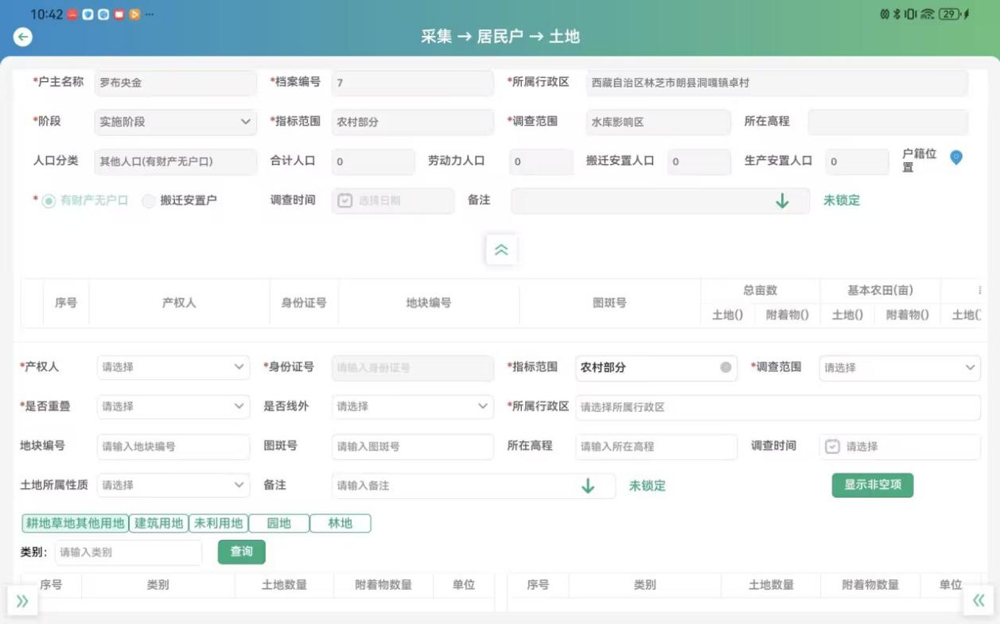 10:42 29
采集 → 居民户 → 土地
*户主名称 罗布央金 *档案编号 7 *所属行政区 西藏自治区林芝市朗县洞嘎镇卓村
*阶段 实施阶段 *指标范围 农村部分 *调查范围 水库影响区 所在高程
人口分类 其他人口(有财产无户口) 合计人口 0 劳动力人口 0 搬迁安置人口 0 生产安置人口 0 户籍位置
* 有财产无户口 搬迁安置户 调查时间 选择日期 备注 未锁定
序号 产权人 身份证号 地块编号 图斑号 总亩数 基本农田(亩)
土地() 附着物() 土地() 附着物() 土地()
*产权人 请选择 *身份证号 请输入身份证号 *指标范围 农村部分 *调查范围 请选择
*是否重叠 请选择 是否线外 请选择 *所属行政区 请选择所属行政区
地块编号 请输入地块编号 图斑号 请输入图斑号 所在高程 请输入所在高程 调查时间 请选择
土地所属性质 请选择 备注 请输入备注 未锁定 显示非空项
耕地草地其他用地 建筑用地 未利用地 园地 林地
类别: 请输入类别 查询
序号 类别 土地数量 附着物数量 单位 序号 类别 土地数量 附着物数量 单位